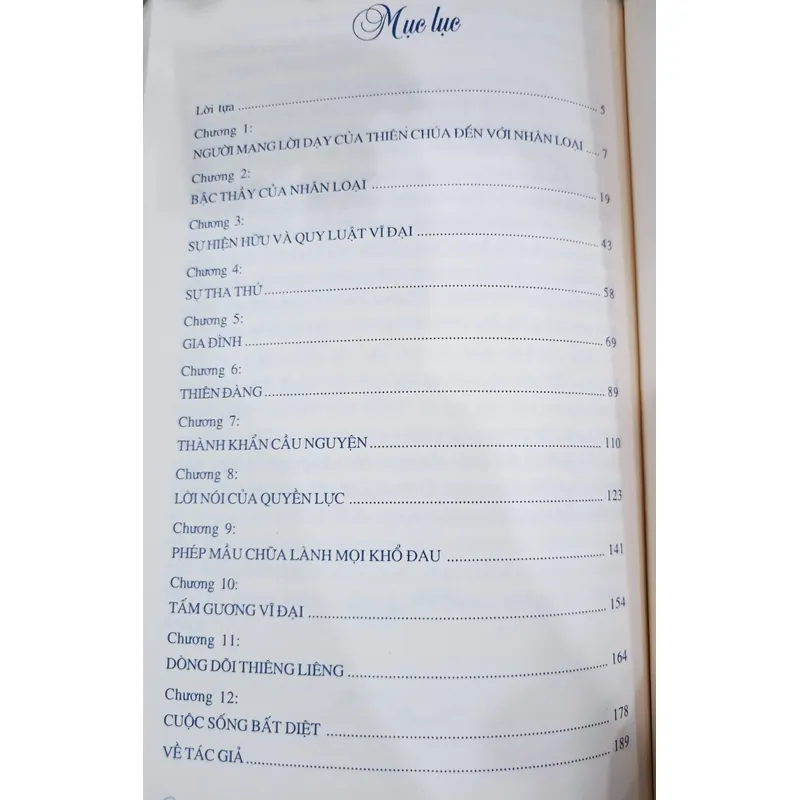 Mục lục
Lời tựa ..... 5
Chương 1:
NGƯỜI MANG LỜI DẠY CỦA THIÊN CHÚA ĐẾN VỚI NHÂN LOẠI ..... 7
Chương 2:
BẬC THẦY CỦA NHÂN LOẠI ..... 19
Chương 3:
SỰ HIỆN HỮU VÀ QUY LUẬT VĨ ĐẠI ..... 43
Chương 4:
SỰ THA THỨ ..... 58
Chương 5:
GIA ĐÌNH ..... 69
Chương 6:
THIÊN ĐÀNG ..... 89
Chương 7:
THÀNH KHẨN CẦU NGUYỆN ..... 110
Chương 8:
LỜI NÓI CỦA QUYỀN LỰC ..... 123
Chương 9:
PHÉP MẦU CHỮA LÀNH MỌI KHỔ ĐAU ..... 141
Chương 10:
TẤM GƯƠNG VĨ ĐẠI ..... 154
Chương 11:
DÒNG DÕI THIÊNG LIÊNG ..... 164
Chương 12:
CUỘC SỐNG BẤT DIỆT ..... 178
VỀ TÁC GIẢ ..... 189